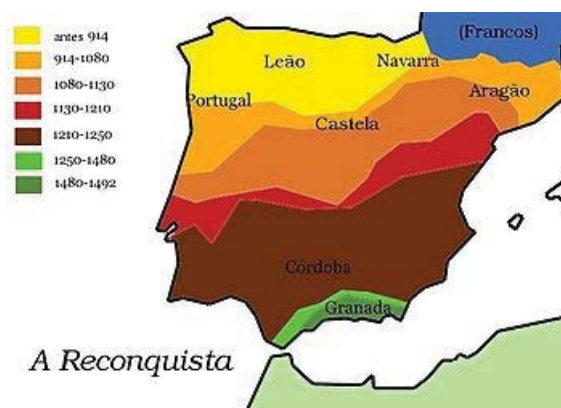 antes 914
914-1080
1080-1130
1130-1210
1210-1250
1250-1480
1480-1492
(Francos)
Leão
Navarra
Portugal
Aragão
Castela
Córdoba
Granada
A Reconquista